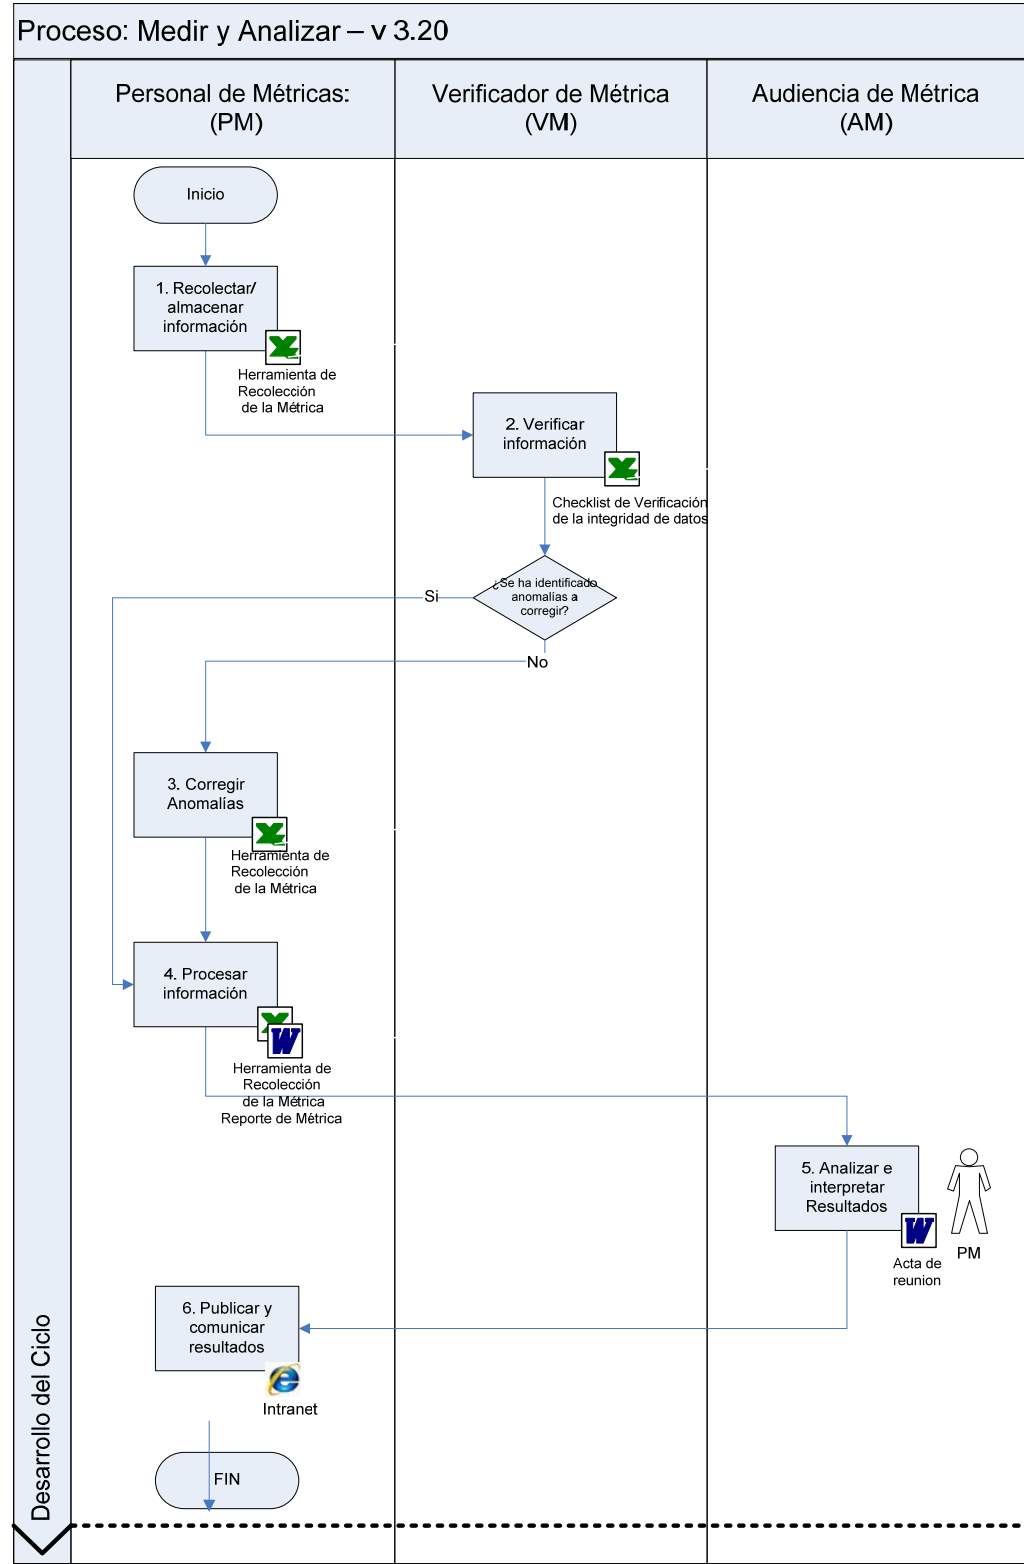 Proceso: Medir y Analizar – v 3.20
Personal de Métricas:
(PM)
Verificador de Métrica
(VM)
Audiencia de Métrica
(AM)
Inicio
1. Recolectar/
almacenar
información
Herramienta de
Recolección
de la Métrica
2. Verificar
información
Checklist de Verificación
de la integridad de datos
¿Se ha identificado
anomalías a
corregir?
Si
No
3. Corregir
Anomalías
Herramienta de
Recolección
de la Métrica
4. Procesar
información
W
Herramienta de
Recolección
de la Métrica
Reporte de Métrica
5. Analizar e
interpretar
Resultados
W
PM
Acta de
reunion
6. Publicar y
comunicar
resultados
Intranet
FIN
Desarrollo del Ciclo